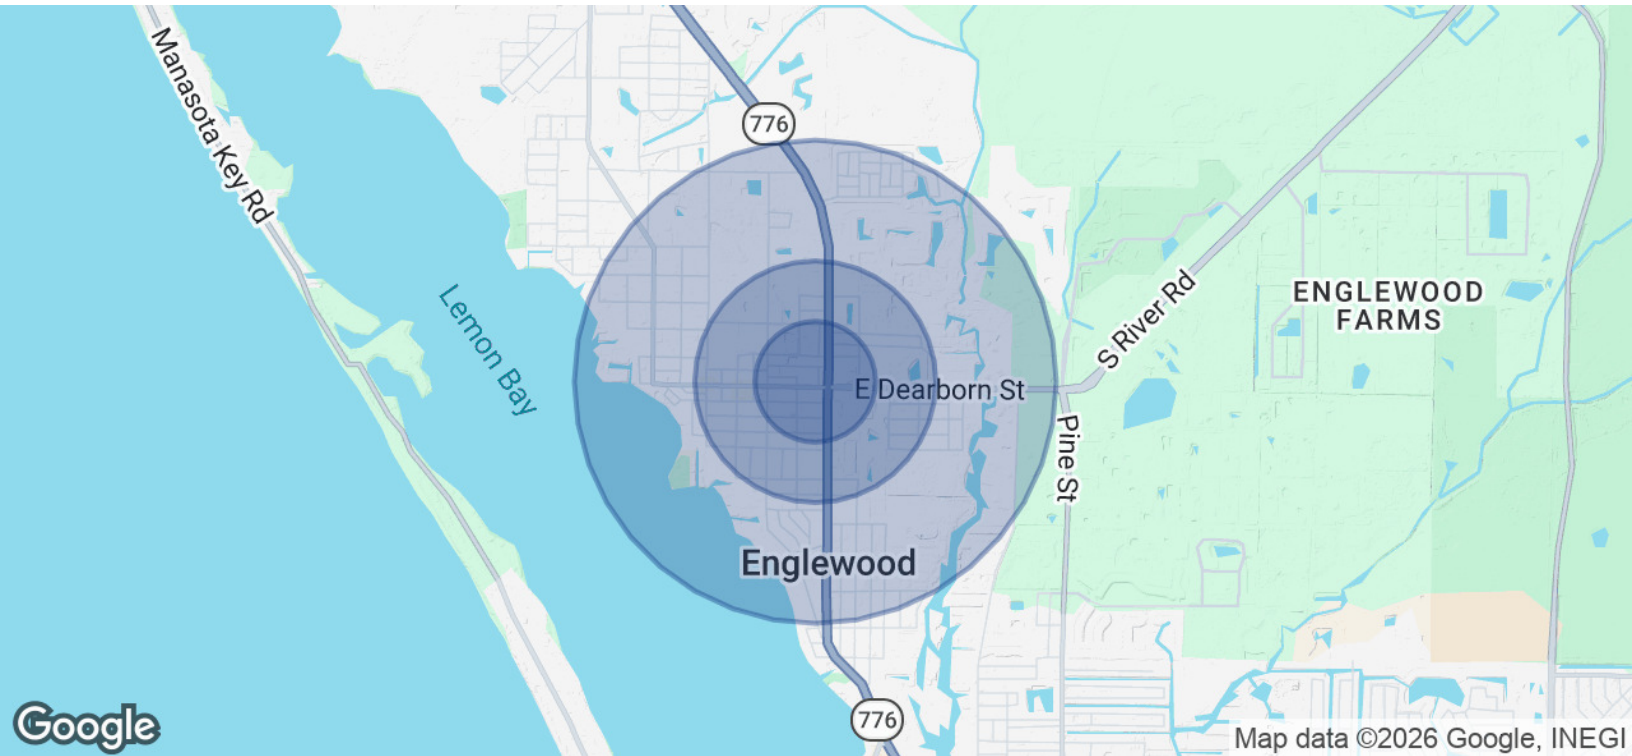 Manasota Key Rd
776
Lemon Bay
ENGLEWOOD
FARMS
S River Rd
E Dearborn St
Pine St
Englewood
776
Google
Map data ©2026 Google, INEGI